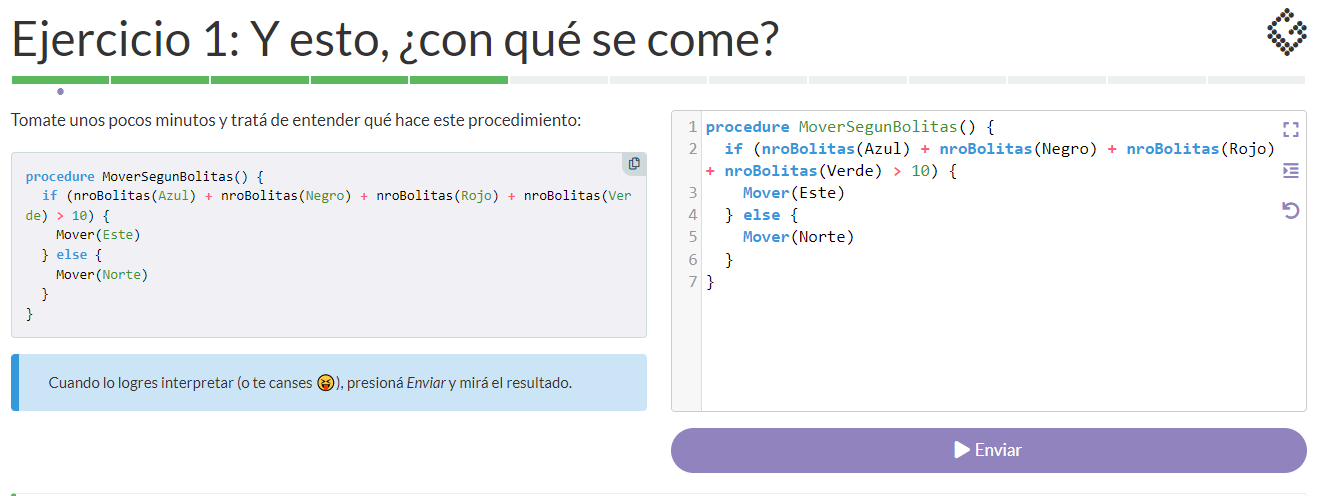 Ejercicio 1: Y esto, ¿con qué se come?
Tomate unos pocos minutos y tratá de entender qué hace este procedimiento:
procedure MoverSegunBolitas() {
  if (nroBolitas(Azul) + nroBolitas(Negro) + nroBolitas(Rojo) + nroBolitas(Ver
de) > 10) {
    Mover(Este)
  } else {
    Mover(Norte)
  }
}
Cuando lo logres interpretar (o te canses 😝), presioná Enviar y mirá el resultado.
1 procedure MoverSegunBolitas() {
2   if (nroBolitas(Azul) + nroBolitas(Negro) + nroBolitas(Rojo)
+ nroBolitas(Verde) > 10) {
3     Mover(Este)
4   } else {
5     Mover(Norte)
6   }
7 }
Enviar